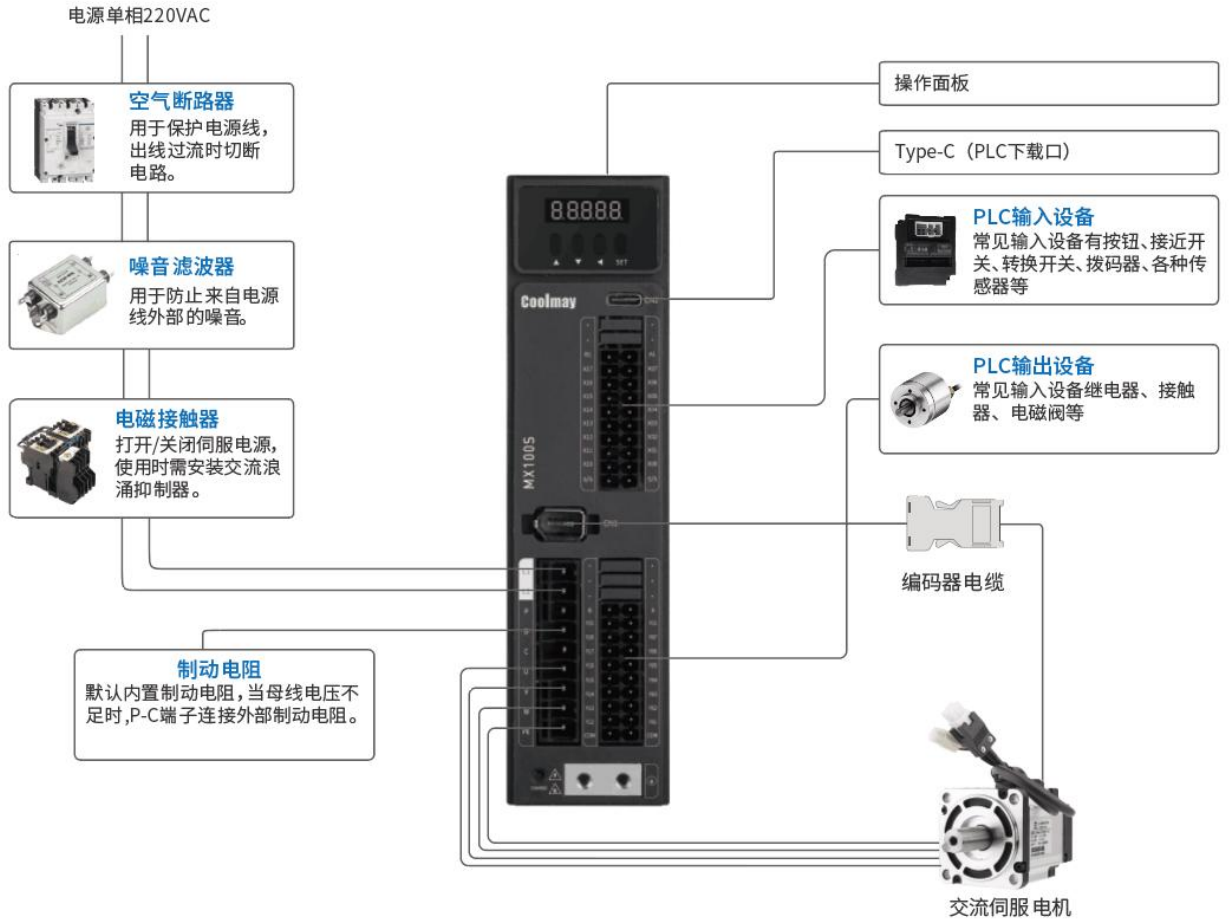 电源单相220VAC
空气断路器
用于保护电源线，
出线过流时切断
电路。
噪音滤波器
用于防止来自电源
线外部的噪音。
电磁接触器
打开/关闭伺服电源，
使用时需安装交流浪
涌抑制器。
制动电阻
默认内置制动电阻，当母线电压不
足时,P-C端子连接外部制动电阻。
88888
SET
Coolmay
CN2
MX100S
操作面板
Type-C（PLC下载口）
PLC输入设备
常见输入设备有按钮、接近开
关、转换开关、拨码器、各种传
感器等
PLC输出设备
常见输入设备继电器、接触
器、电磁阀等
编码器电缆
交流伺服电机